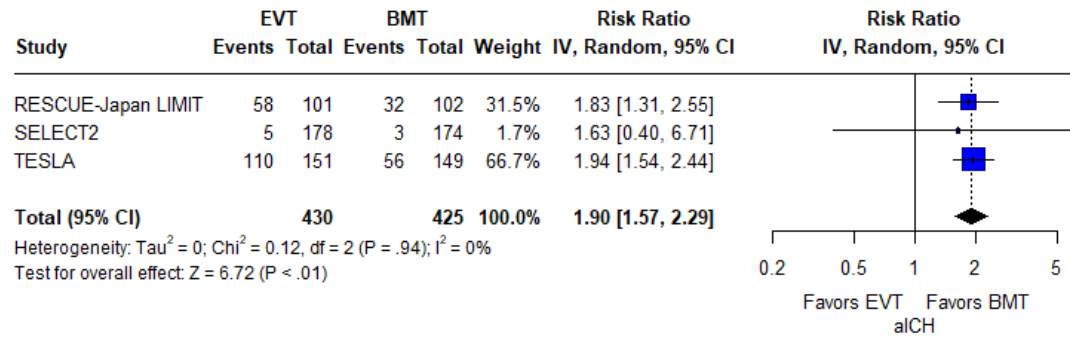 EVT BMT Risk Ratio Risk Ratio
Study Events Total Events Total Weight IV, Random, 95% CI IV, Random, 95% CI
RESCUE-Japan LIMIT 58 101 32 102 31.5% 1.83 [1.31, 2.55]
SELECT2 5 178 3 174 1.7% 1.63 [0.40, 6.71]
TESLA 110 151 56 149 66.7% 1.94 [1.54, 2.44]
Total (95% CI) 430 425 100.0% 1.90 [1.57, 2.29]
Heterogeneity: Tau² = 0; Chi² = 0.12, df = 2 (P = .94); I² = 0%
Test for overall effect: Z = 6.72 (P < .01)
0.2 0.5 1 2 5
Favors EVT Favors BMT
aICH